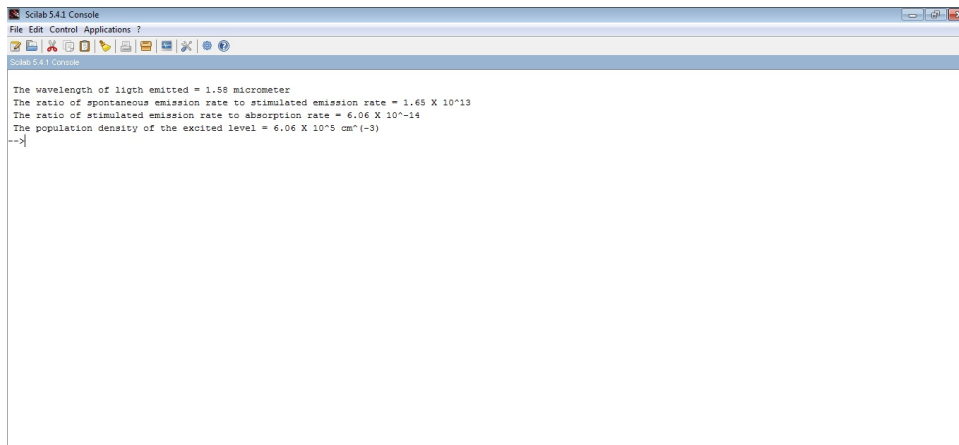 Scilab 5.4.1 Console
File Edit Control Applications ?
Scilab 5.4.1 Console
The wavelength of ligth emitted = 1.58 micrometer
The ratio of spontaneous emission rate to stimulated emission rate = 1.65 X 10^13
The ratio of stimulated emission rate to absorption rate = 6.06 X 10^-14
The population density of the excited level = 6.06 X 10^5 cm^(-3)
-->